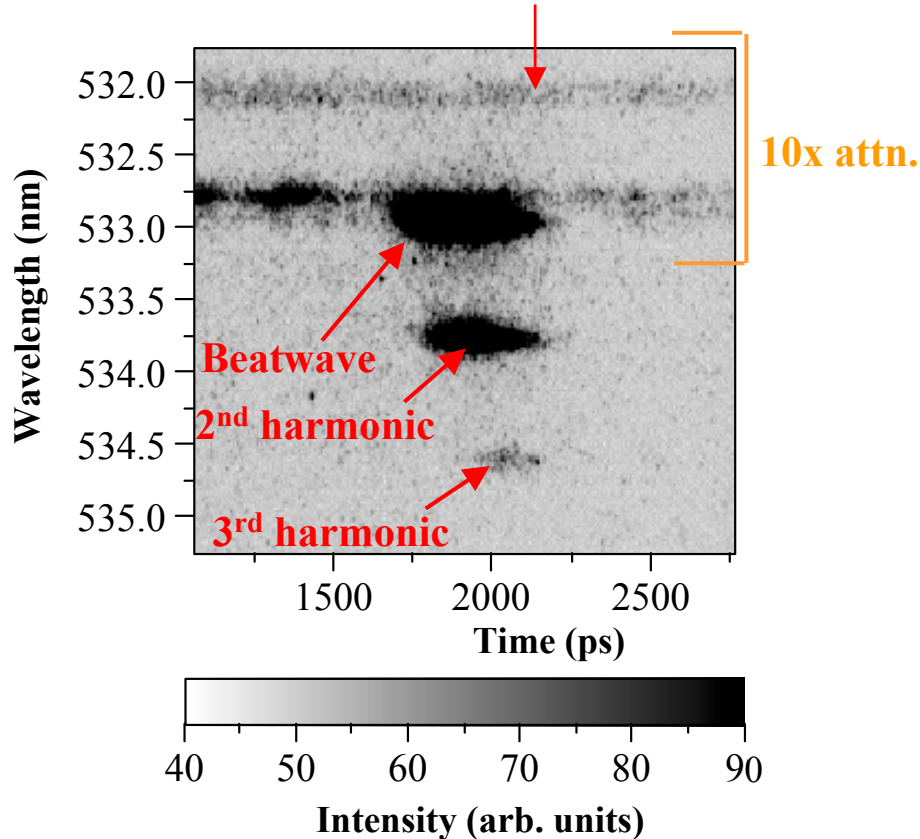 532.0
532.5
533.0
533.5
534.0
534.5
535.0
Wavelength (nm)
10x attn.
Beatwave
2nd harmonic
3rd harmonic
1500 2000 2500
Time (ps)
40 50 60 70 80 90
Intensity (arb. units)